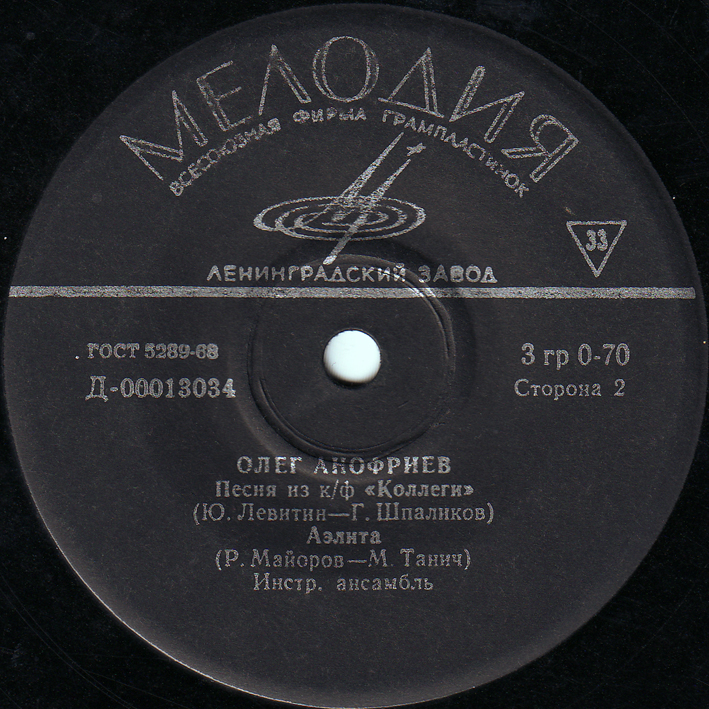 МЕЛОДИЯ
ВСЕСОЮЗНАЯ ФИРМА ГРАМПЛАСТИНОК
33
ЛЕНИНГРАДСКИЙ ЗАВОД
ГОСТ 5289-68
3 гр 0-70
Д-00013034
Сторона 2
ОЛЕГ АНОФРИЕВ
Песня из к/ф «Коллеги»
(Ю. Левитин—Г. Шпаликов)
Аэлита
(Р. Майоров—М. Танич)
Инстр. ансамбль